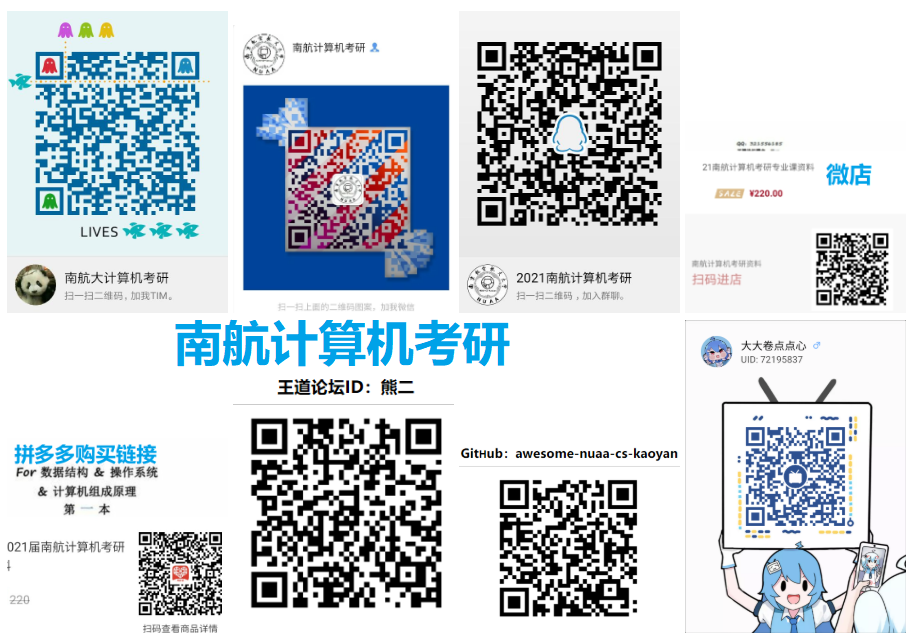 LIVES
南航大计算机考研
扫一扫二维码,加我TIM。
南航计算机考研
扫一扫上面的二维码图案,加我微信
NUAA
2021南航计算机考研
扫一扫二维码,加入群聊。
21南航计算机考研专业课资料
微店
SALE ¥220.00
南航计算机考研资料
扫码进店
南航计算机考研
王道论坛ID:熊二
拼多多购买链接
For 数据结构 & 操作系统
& 计算机组成原理
第 一 本
021届南航计算机考研
220
扫码查看商品详情
GitHub:awesome-nuaa-cs-kaoyan
大大卷点点心
UID: 72195837